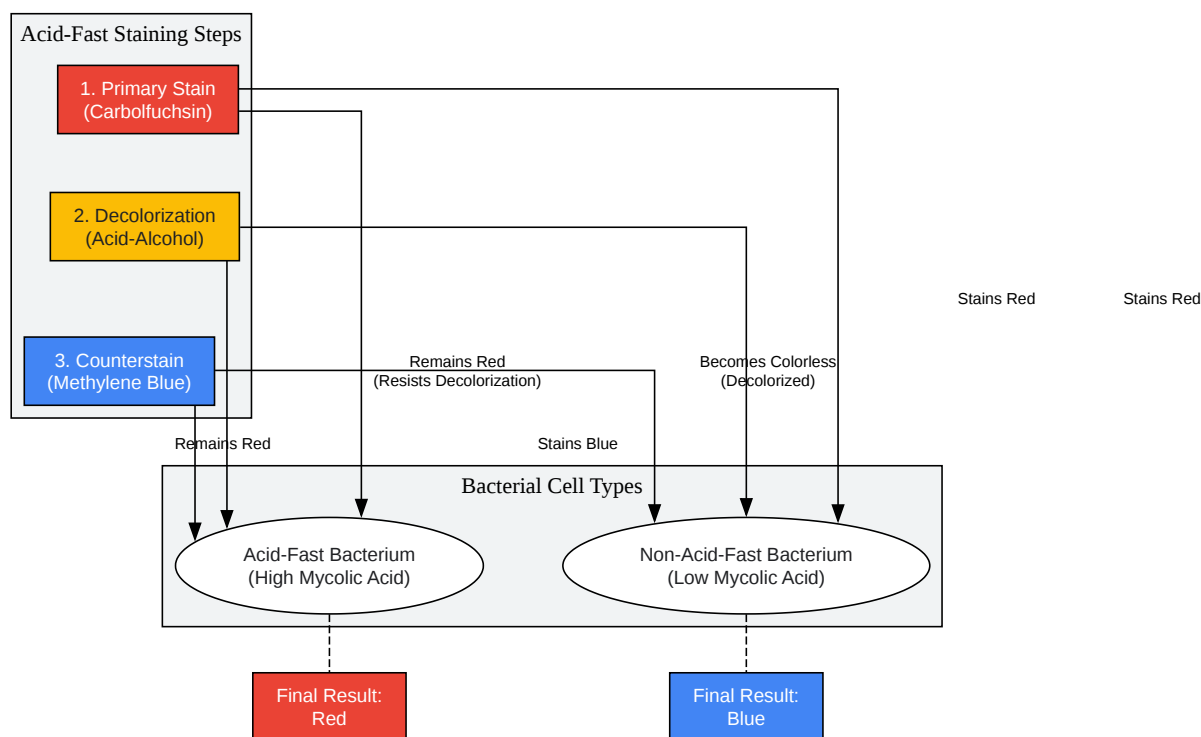 Acid-Fast Staining Steps
1. Primary Stain
(Carbolfuchsin)
2. Decolorization
(Acid-Alcohol)
Stains Red
Stains Red
3. Counterstain
(Methylene Blue)
Remains Red
(Resists Decolorization)
Becomes Colorless
(Decolorized)
Remains Red
Stains Blue
Bacterial Cell Types
Acid-Fast Bacterium
(High Mycolic Acid)
Non-Acid-Fast Bacterium
(Low Mycolic Acid)
Final Result:
Red
Final Result:
Blue